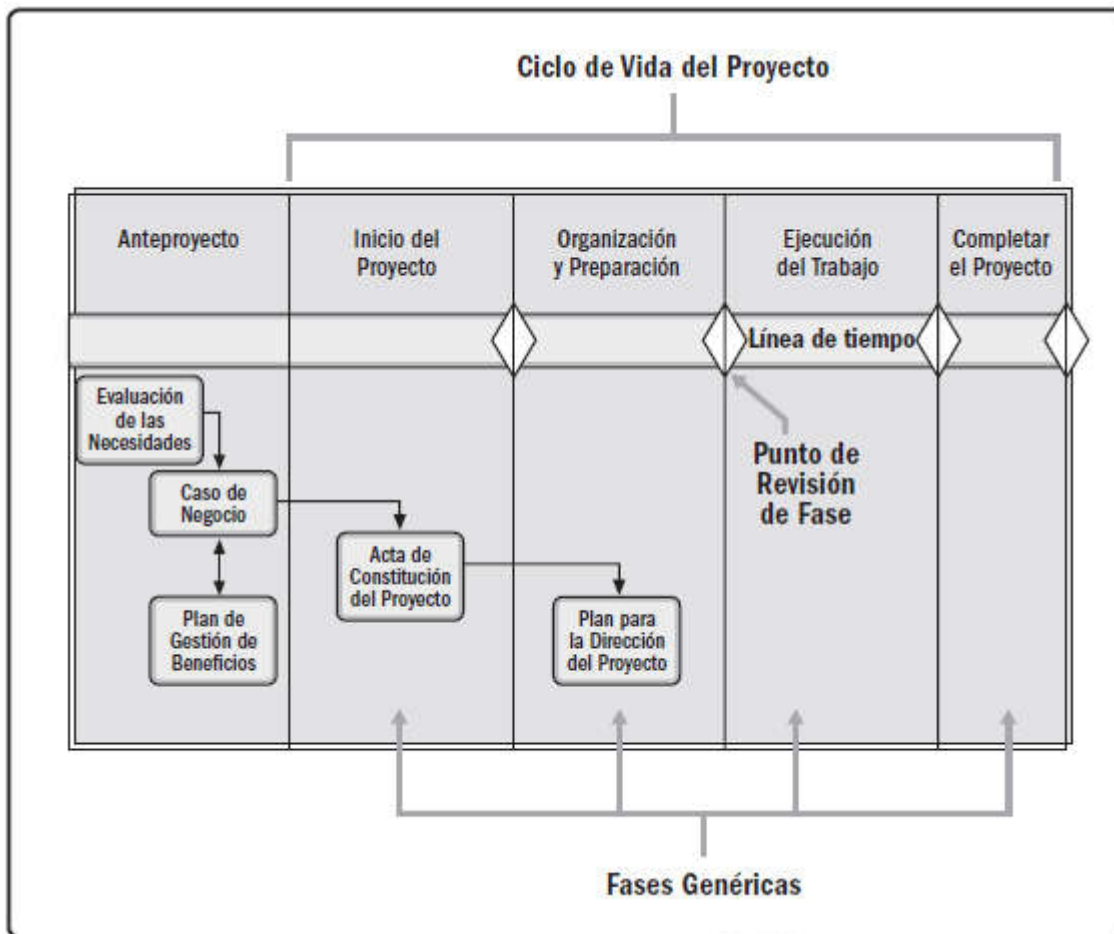 Ciclo de Vida del Proyecto
Anteproyecto
Inicio del
Proyecto
Organización
y Preparación
Ejecución
del Trabajo
Completar
el Proyecto
Línea de tiempo
Evaluación
de las
Necesidades
Caso de
Negocio
Plan de
Gestión de
Beneficios
Acta de
Constitución
del Proyecto
Plan para
la Dirección
del Proyecto
Punto de
Revisión
de Fase
Fases Genéricas